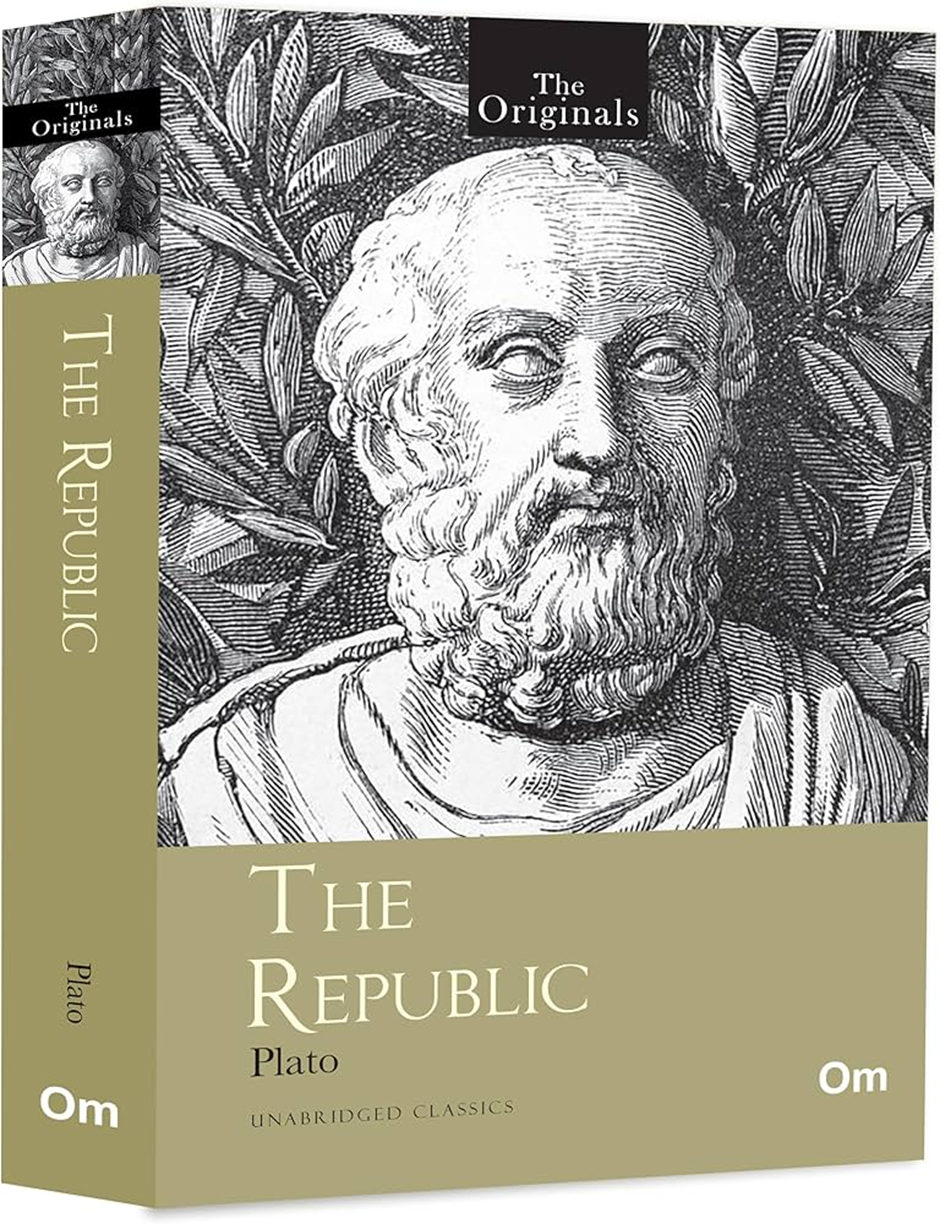 The
Originals
THE REPUBLIC
Plato
Om
The
Originals
THE
REPUBLIC
Plato
UNABRIDGED CLASSICS
Om